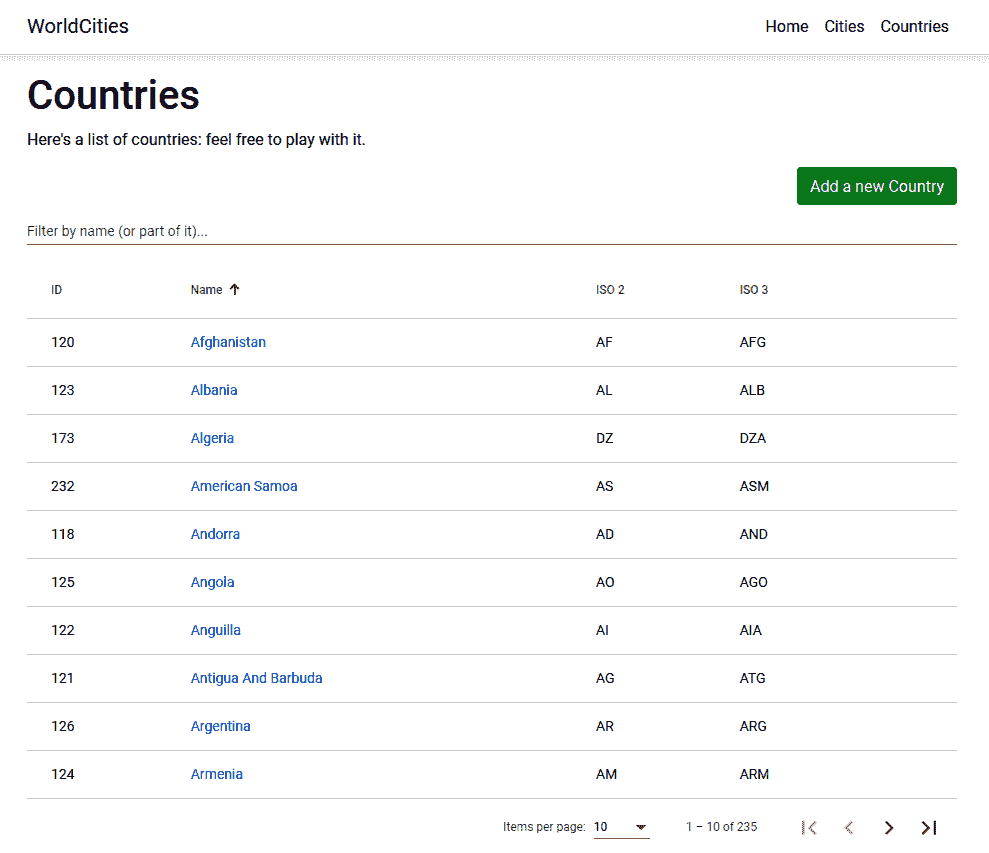 WorldCities Home Cities Countries
Countries
Here's a list of countries: feel free to play with it.
Add a new Country
Filter by name (or part of it)...
ID Name ISO 2 ISO 3
120 Afghanistan AF AFG
123 Albania AL ALB
173 Algeria DZ DZA
232 American Samoa AS ASM
118 Andorra AD AND
125 Angola AO AGO
122 Anguilla AI AIA
121 Antigua And Barbuda AG ATG
126 Argentina AR ARG
124 Armenia AM ARM
Items per page: 10 1 – 10 of 235